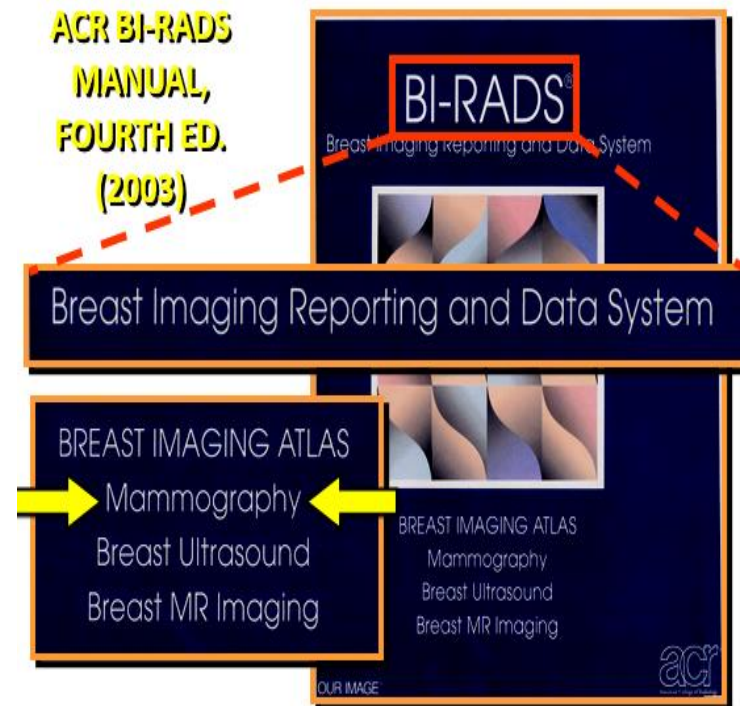 ACR BI-RADS
MANUAL,
FOURTH ED.
(2003)
BI-RADS®
Breast Imaging Reporting and Data System
Breast Imaging Reporting and Data System
BREAST IMAGING ATLAS
Mammography
Breast Ultrasound
Breast MR Imaging
BREAST IMAGING ATLAS
Mammography
Breast Ultrasound
Breast MR Imaging
acr
OUR IMAGE